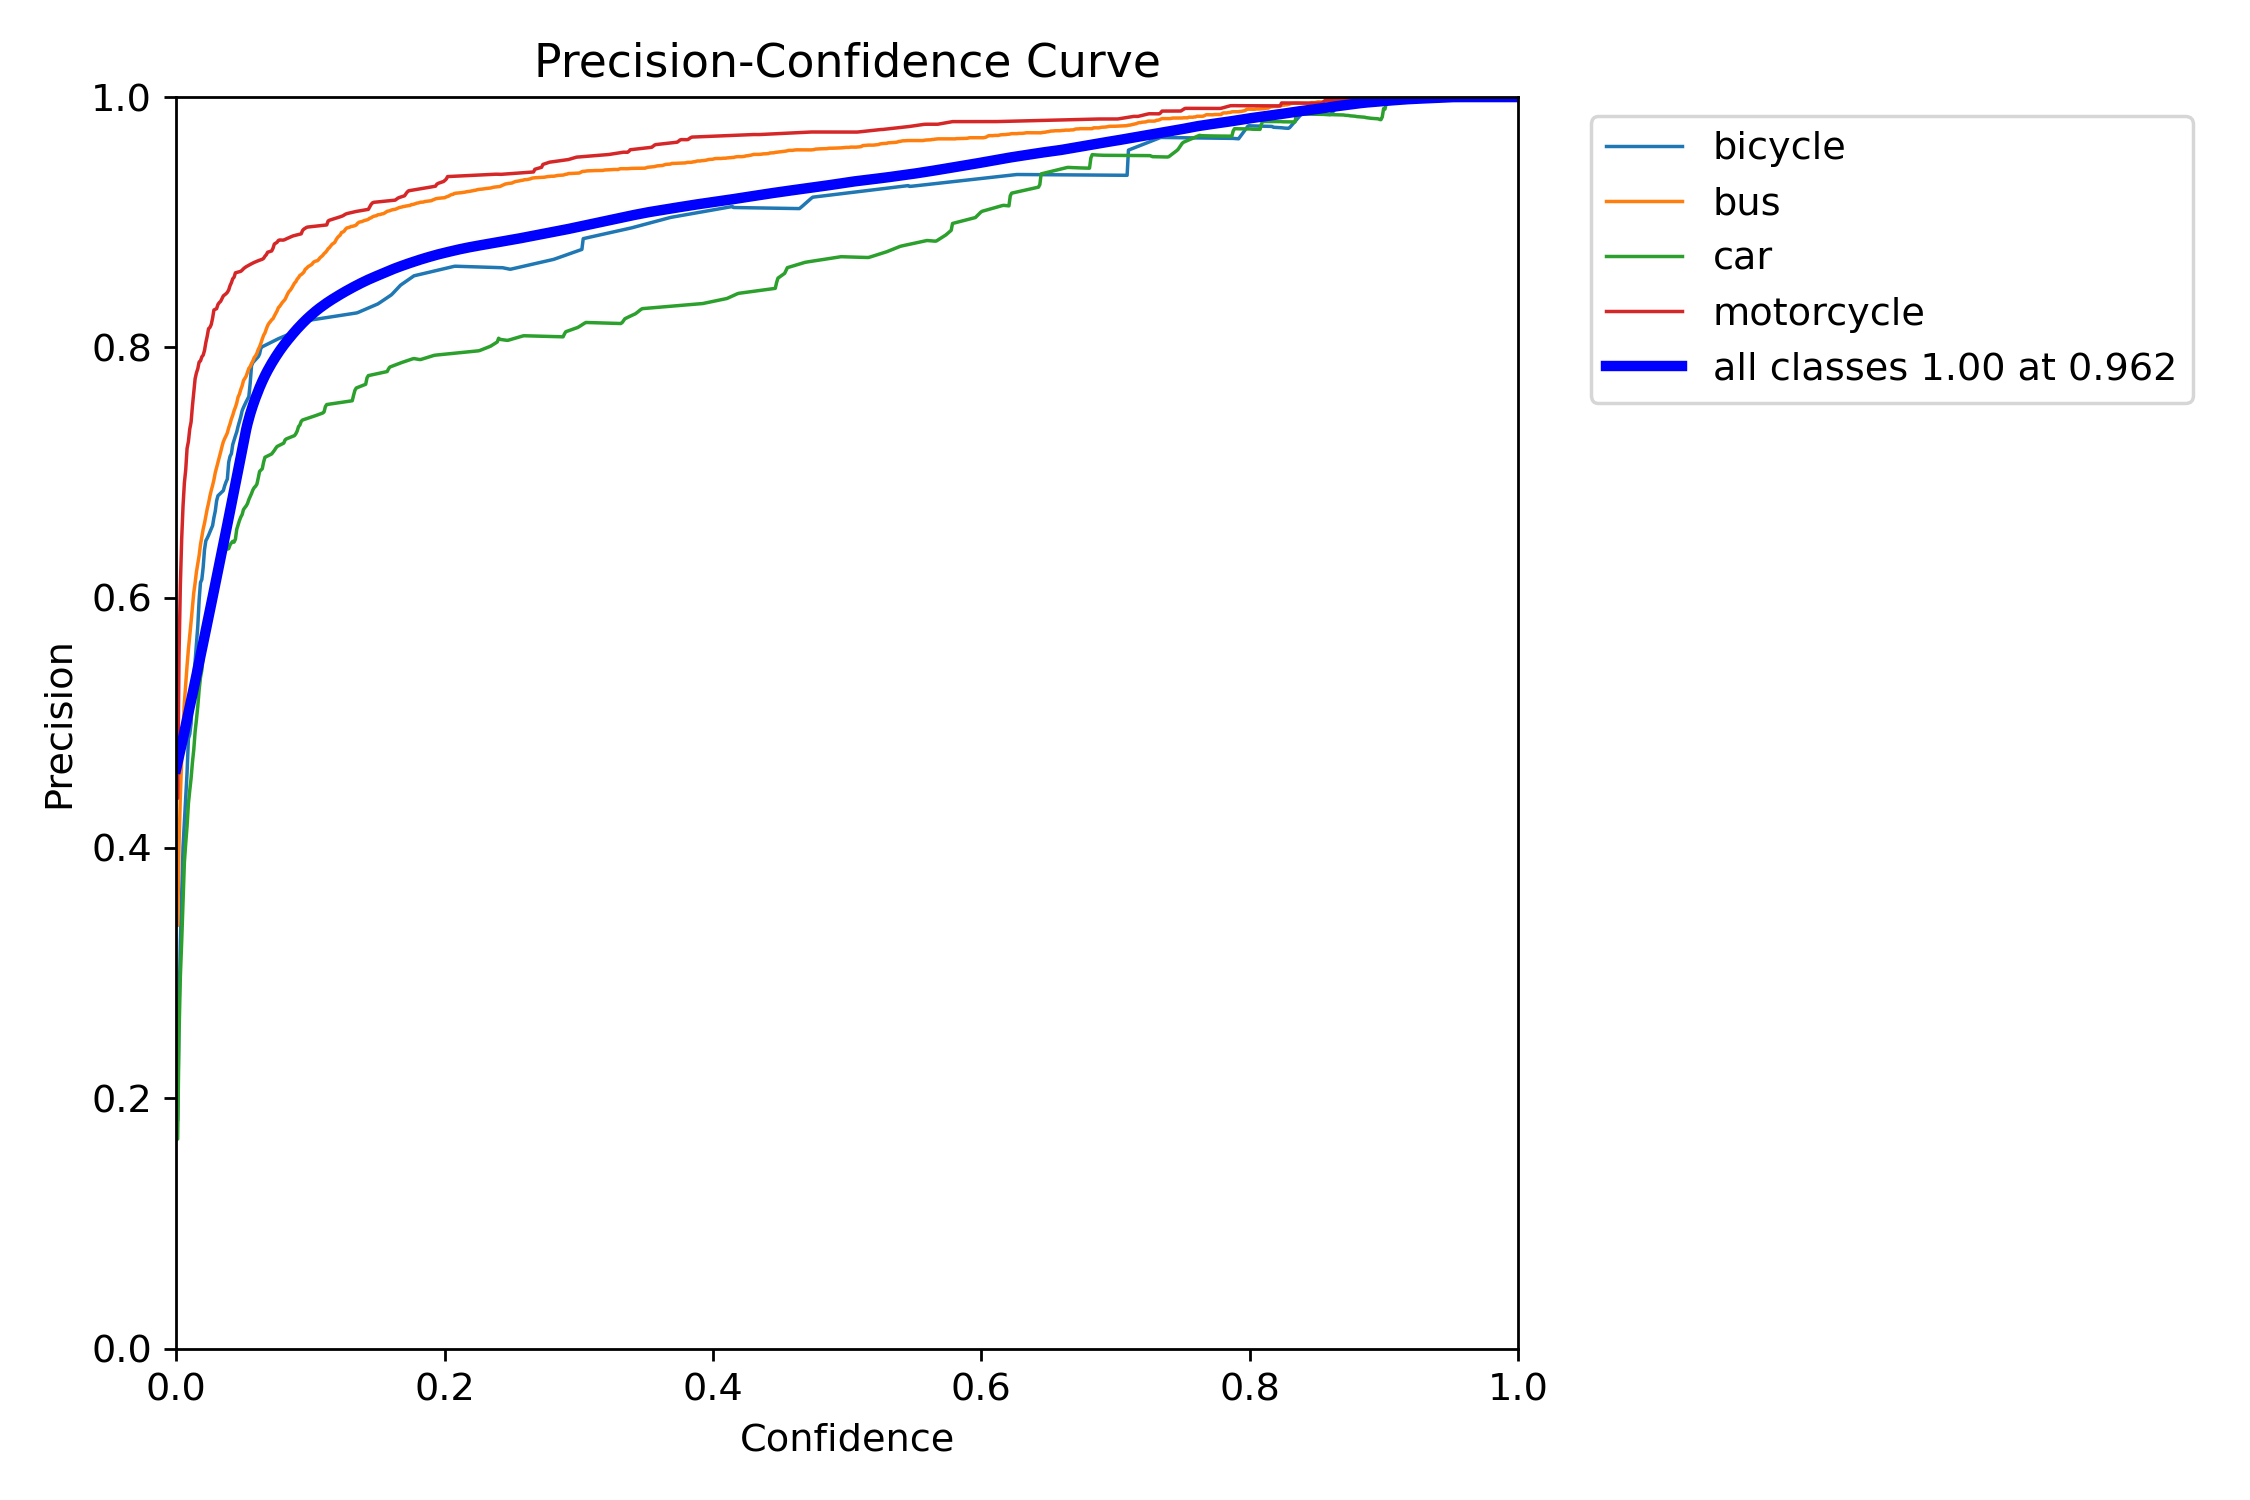 Precision-Confidence Curve
1.0
0.8
0.6
0.4
0.2
0.0
Precision
0.0 0.2 0.4 0.6 0.8 1.0
Confidence
bicycle
bus
car
motorcycle
all classes 1.00 at 0.962